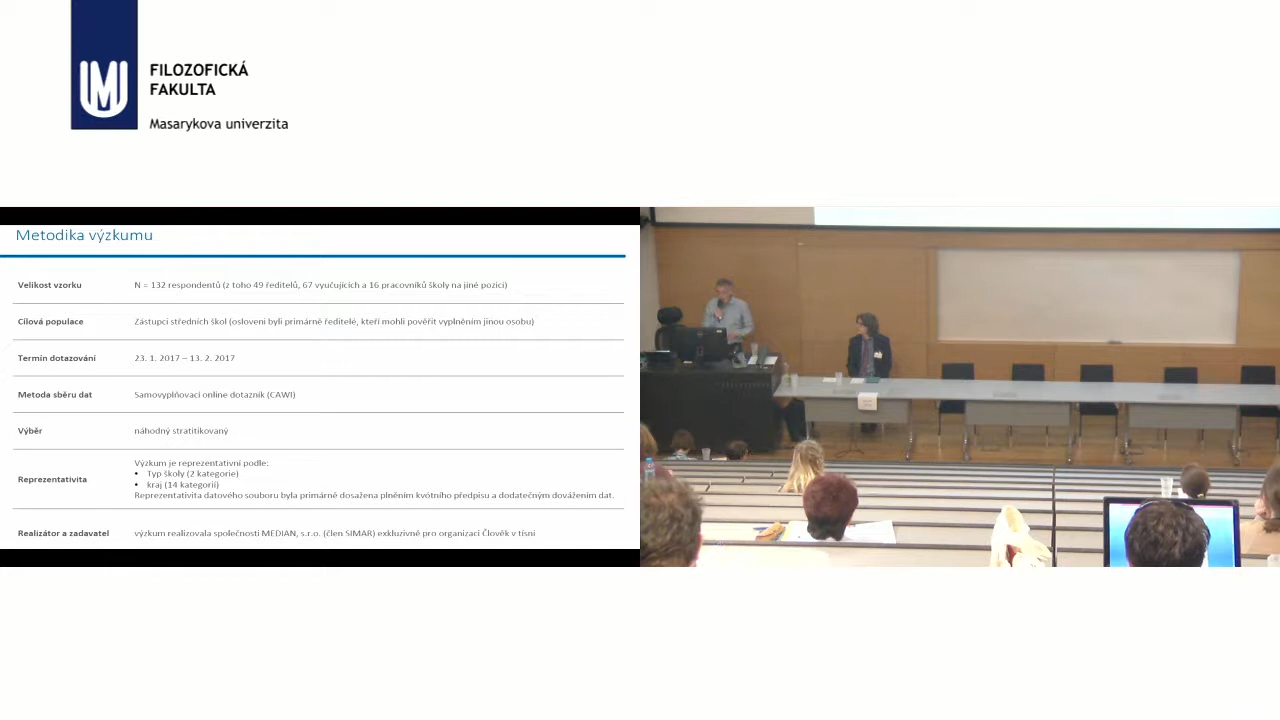 FILOZOFICKÁ
FAKULTA
Masarykova univerzita
Metodika výzkumu
Velikost vzorku N = 132 respondentů (z toho 49 ředitelů, 67 vyučujících a 16 pracovníků školy na jiné pozici)
Cílová populace Zástupci středních škol (osloveni byli primárně ředitelé, kteří mohli pověřit vyplněním jinou osobu)
Termín dotazování 23. 1. 2017 – 13. 2. 2017
Metoda sběru dat Samovyplňovací online dotazník (CAWI)
Výběr náhodný stratitikovaný
Reprezentativita Výzkum je reprezentativní podle:
• Typ školy (2 kategorie)
• kraj (14 kategorií)
Reprezentativita datového souboru byla primárně dosažena plněním kvótního předpisu a dodatečným dovážením dat.
Realizátor a zadavatel výzkum realizovala společnosti MEDIAN, s.r.o. (člen SIMAR) exkluzivně pro organizaci Člověk v tísni